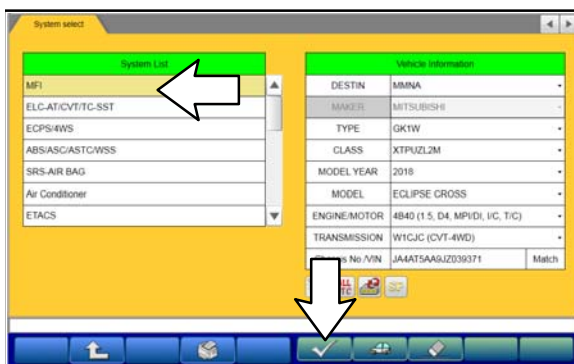 System select
System List
MFI
ELC-AT/CVT/TC-SST
ECPS/4WS
ABS/ASC/ASTC/WSS
SRS-AIR BAG
Air Conditioner
ETACS
Vehicle Information
DESTIN MMNA
MAKER MITSUBISHI
TYPE GK1W
CLASS XTPUZL2M
MODEL YEAR 2018
MODEL ECLIPSE CROSS
ENGINE/MOTOR 4B40 (1.5, D4, MPI/DI, I/C, T/C)
TRANSMISSION W1CJC (CVT-4WD)
No./VIN JA4AT5AA9JZ039371 Match